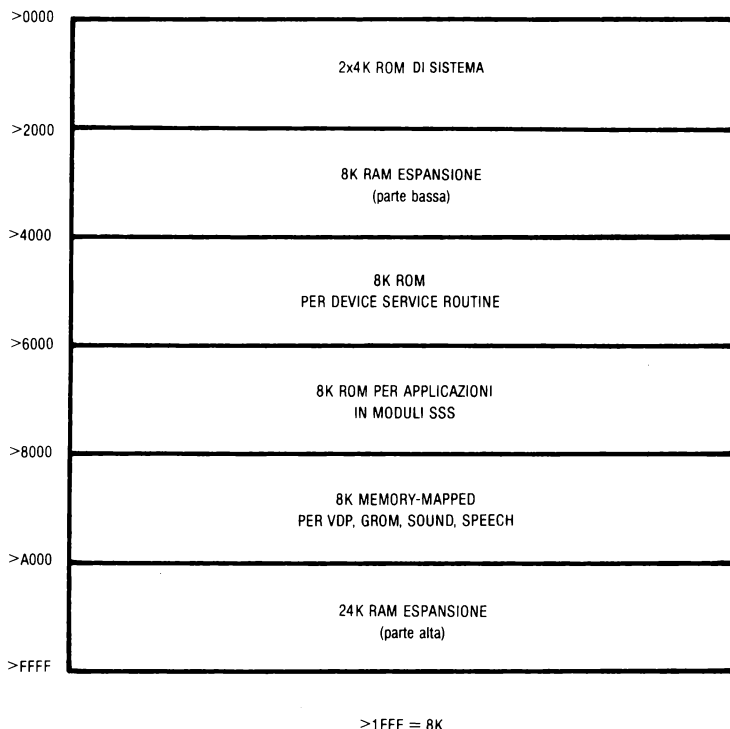 >0000
2x4K ROM DI SISTEMA
>2000
8K RAM ESPANSIONE
(parte bassa)
>4000
8K ROM
PER DEVICE SERVICE ROUTINE
>6000
8K ROM PER APPLICAZIONI
IN MODULI SSS
>8000
8K MEMORY-MAPPED
PER VDP, GROM, SOUND, SPEECH
>A000
24K RAM ESPANSIONE
(parte alta)
>FFFF
>1FFF = 8K